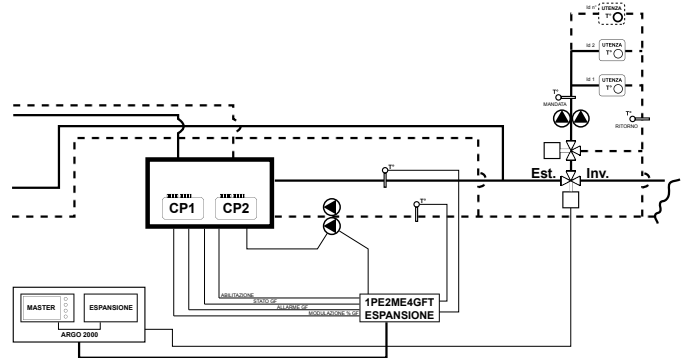 Id n°
UTENZA
T°
Id 2
UTENZA
T°
Id 1
UTENZA
T°
T°
MANDATA
T°
RITORNO
T°
Est.
Inv.
CP1
CP2
T°
ABILITAZIONE
STATO GF
ALLARME GF
MODULAZIONE % GF
1PE2ME4GFT
ESPANSIONE
MASTER
ESPANSIONE
ARGO 2000